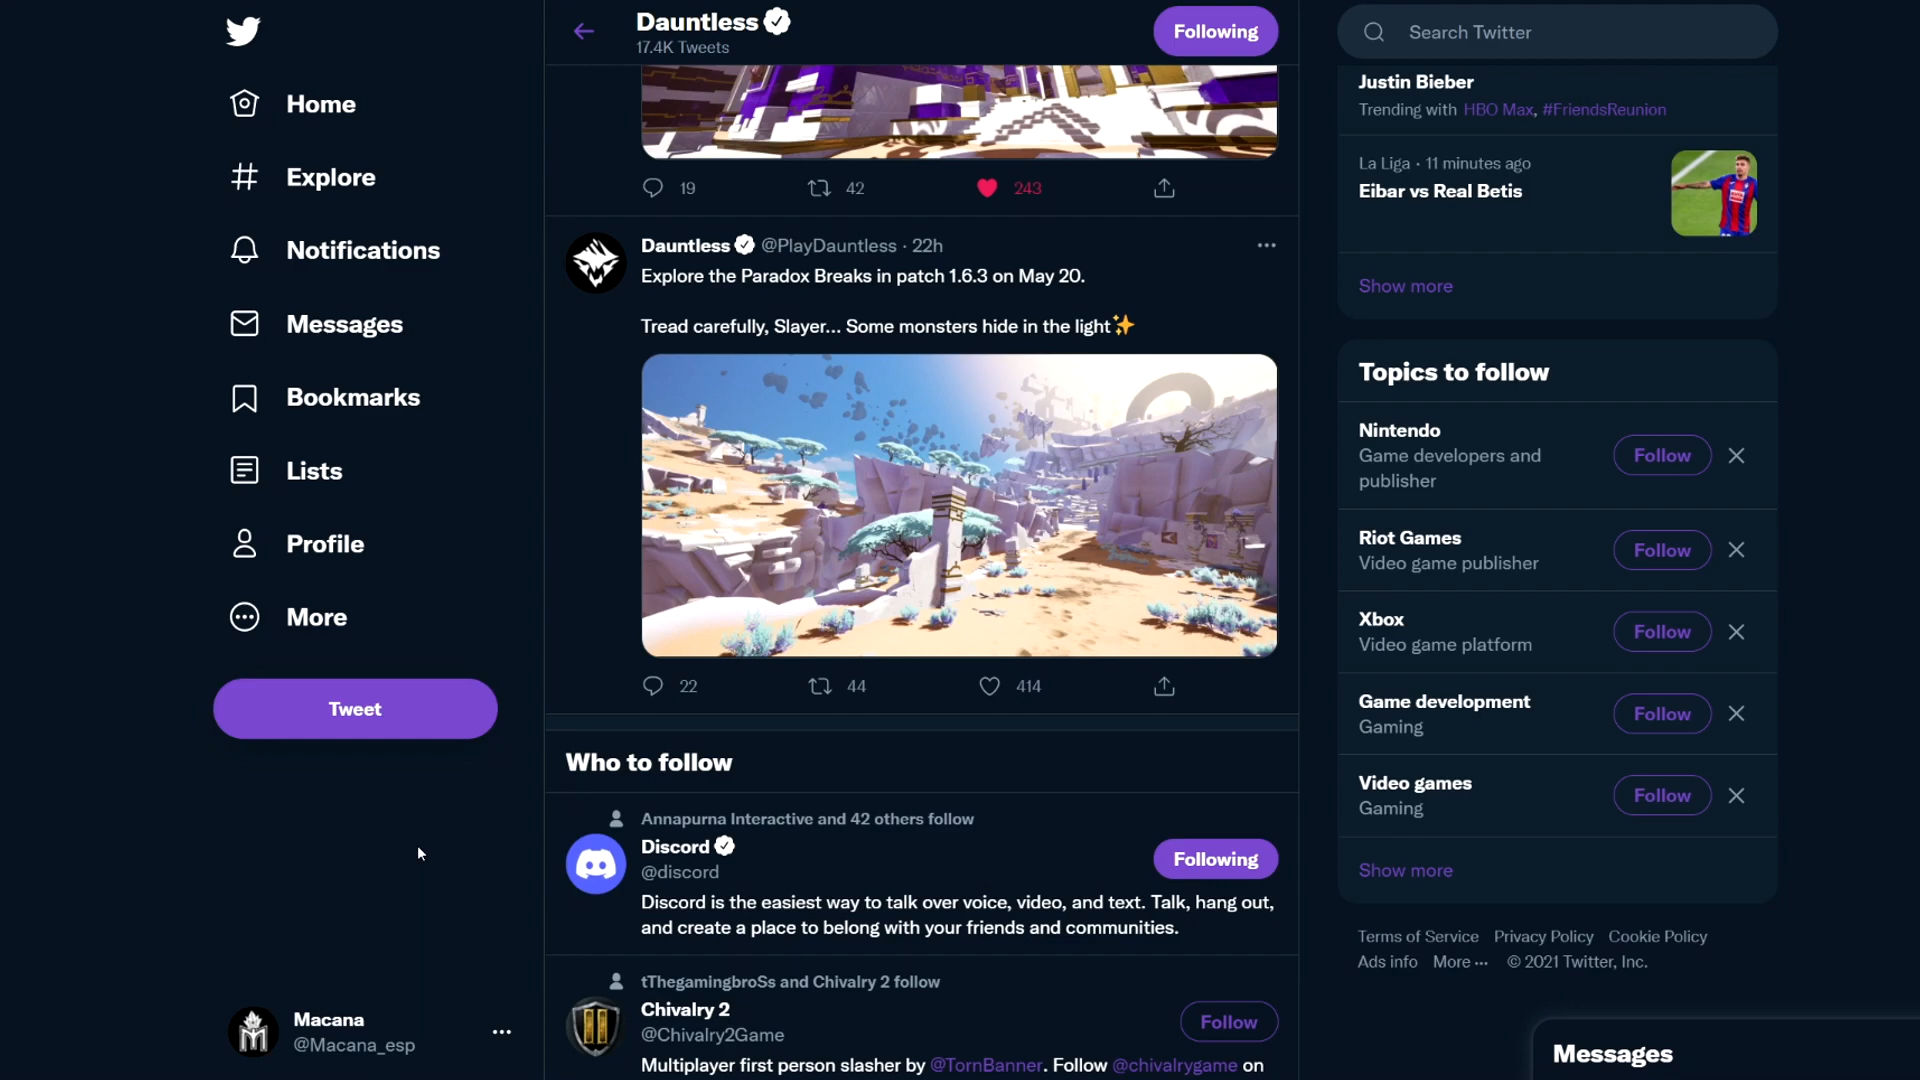 Home
Explore
Notifications
Messages
Bookmarks
Lists
Profile
More
Tweet
Macana
@Macana_esp
Dauntless
17.4K Tweets
Following
19
42
243
Dauntless @PlayDauntless · 22h
Explore the Paradox Breaks in patch 1.6.3 on May 20.
Tread carefully, Slayer... Some monsters hide in the light✨
22
44
414
Who to follow
Annapurna Interactive and 42 others follow
Discord
@discord
Following
Discord is the easiest way to talk over voice, video, and text. Talk, hang out,
and create a place to belong with your friends and communities.
tThegamingbroSs and Chivalry 2 follow
Chivalry 2
@Chivalry2Game
Follow
Multiplayer first person slasher by @TornBanner. Follow @chivalrygame on
Search Twitter
Justin Bieber
Trending with HBO Max, #FriendsReunion
La Liga · 11 minutes ago
Eibar vs Real Betis
Show more
Topics to follow
Nintendo
Game developers and
publisher
Follow
Riot Games
Video game publisher
Follow
Xbox
Video game platform
Follow
Game development
Gaming
Follow
Video games
Gaming
Follow
Show more
Terms of Service Privacy Policy Cookie Policy
Ads info More ··· © 2021 Twitter, Inc.
Messages